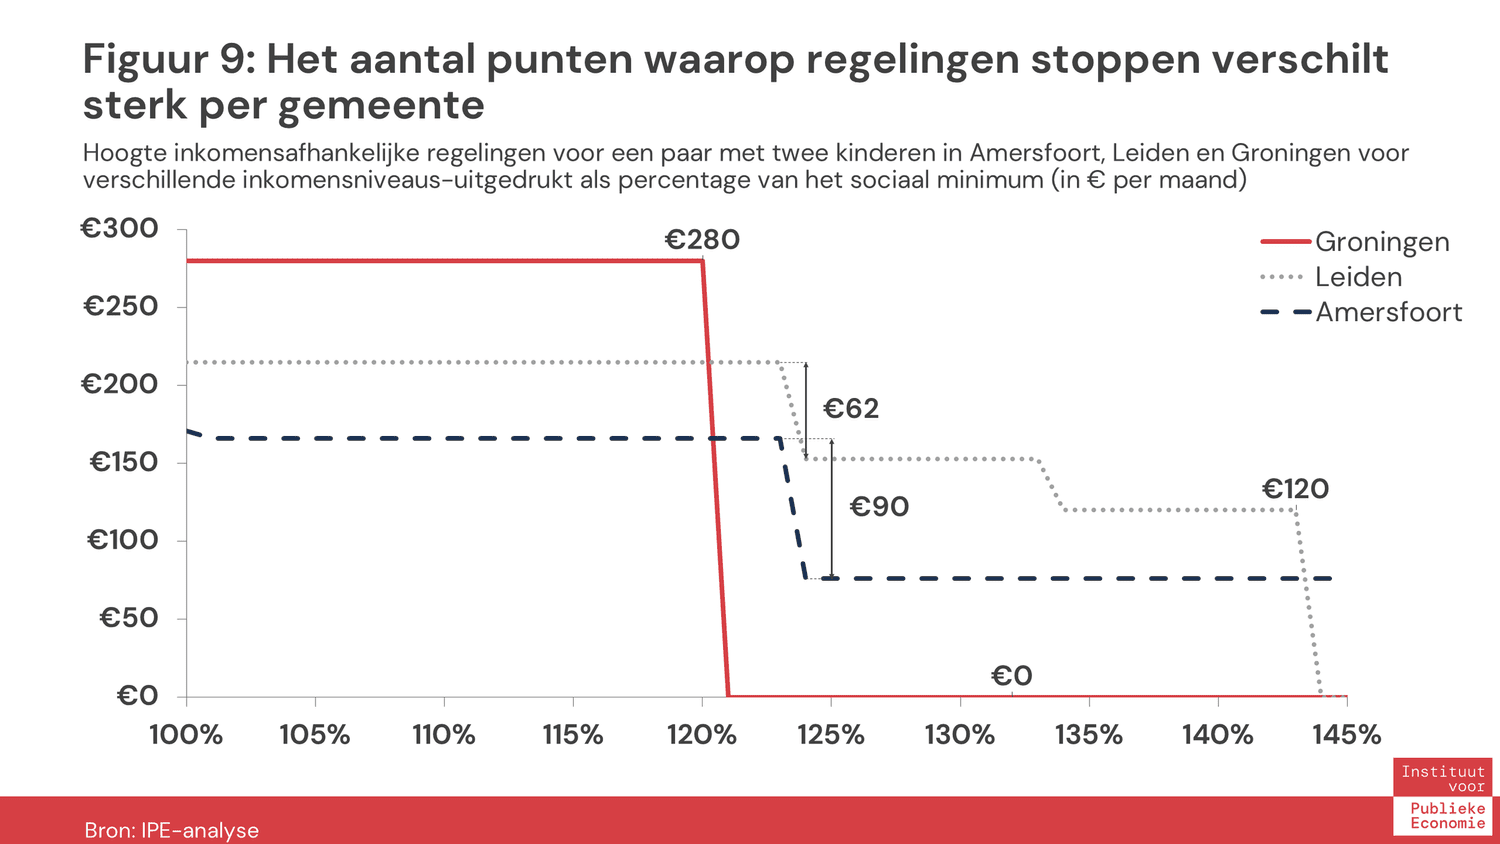 Figuur 9: Het aantal punten waarop regelingen stoppen verschilt
sterk per gemeente
Hoogte inkomensafhankelijke regelingen voor een paar met twee kinderen in Amersfoort, Leiden en Groningen voor
verschillende inkomensniveaus-uitgedrukt als percentage van het sociaal minimum (in € per maand)
€300
€250
€200
€150
€100
€50
€0
€280
€62
€90
€120
€0
Groningen
Leiden
Amersfoort
100%
105%
110%
115%
120%
125%
130%
135%
140%
145%
Bron: IPE-analyse
Instituut
voor
Publieke
Economie